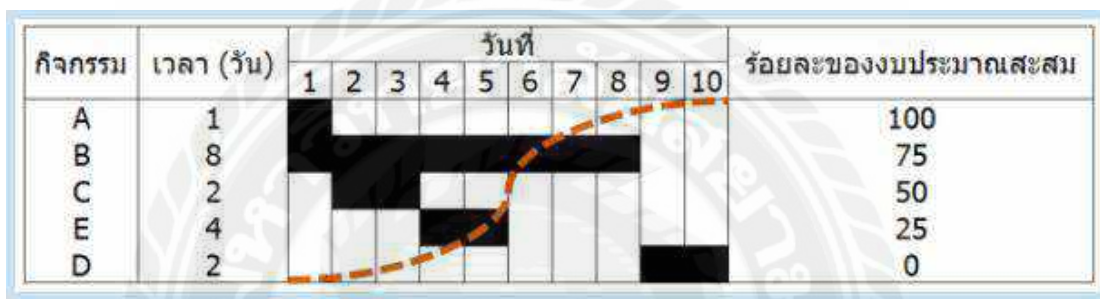 กิจกรรม เวลา (วัน) วันที่ ร้อยละของงบประมาณสะสม
1 2 3 4 5 6 7 8 9 10
A 1 100
B 8 75
C 2 50
E 4 25
D 2 0